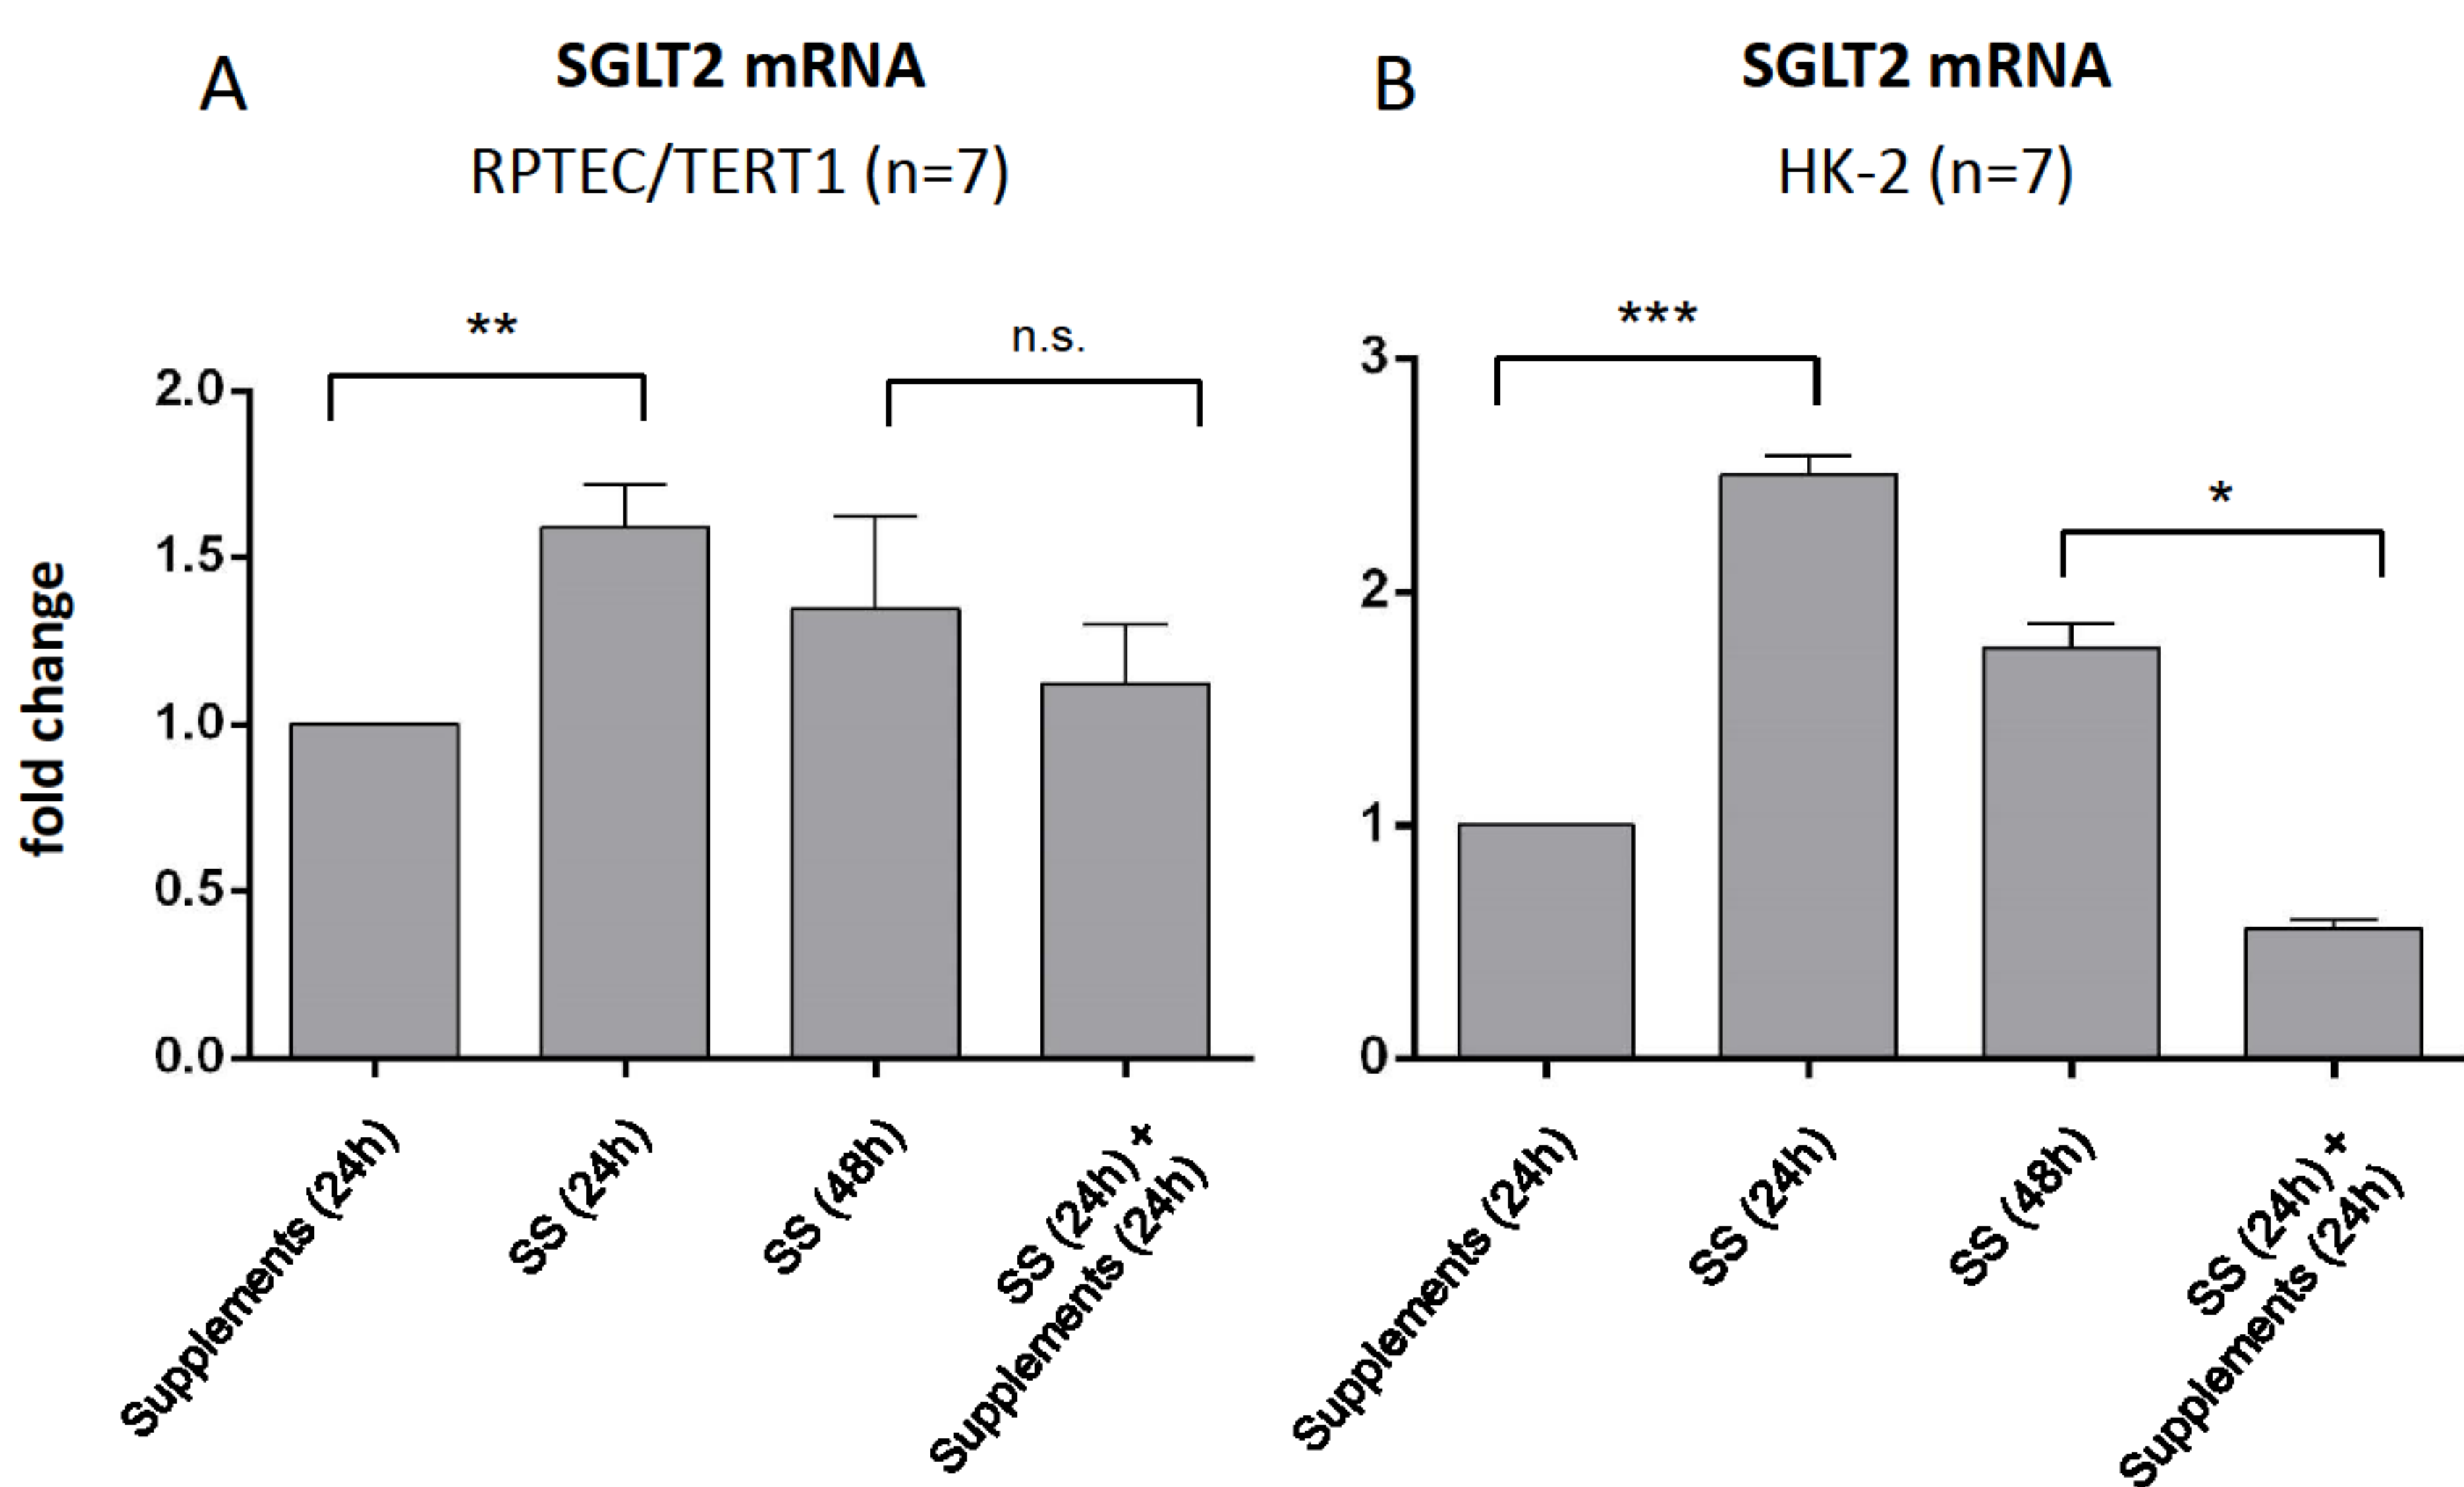 A
SGLT2 mRNA
RPTEC/TERT1 (n=7)
**
n.s.
2.0
1.5
1.0
0.5
0.0
fold change
Supplements (24h)
SS (24h)
SS (48h)
SS (24h) +
Supplements (24h)
B
SGLT2 mRNA
HK-2 (n=7)
***
*
3
2
1
0
Supplements (24h)
SS (24h)
SS (48h)
SS (24h) +
Supplements (24h)